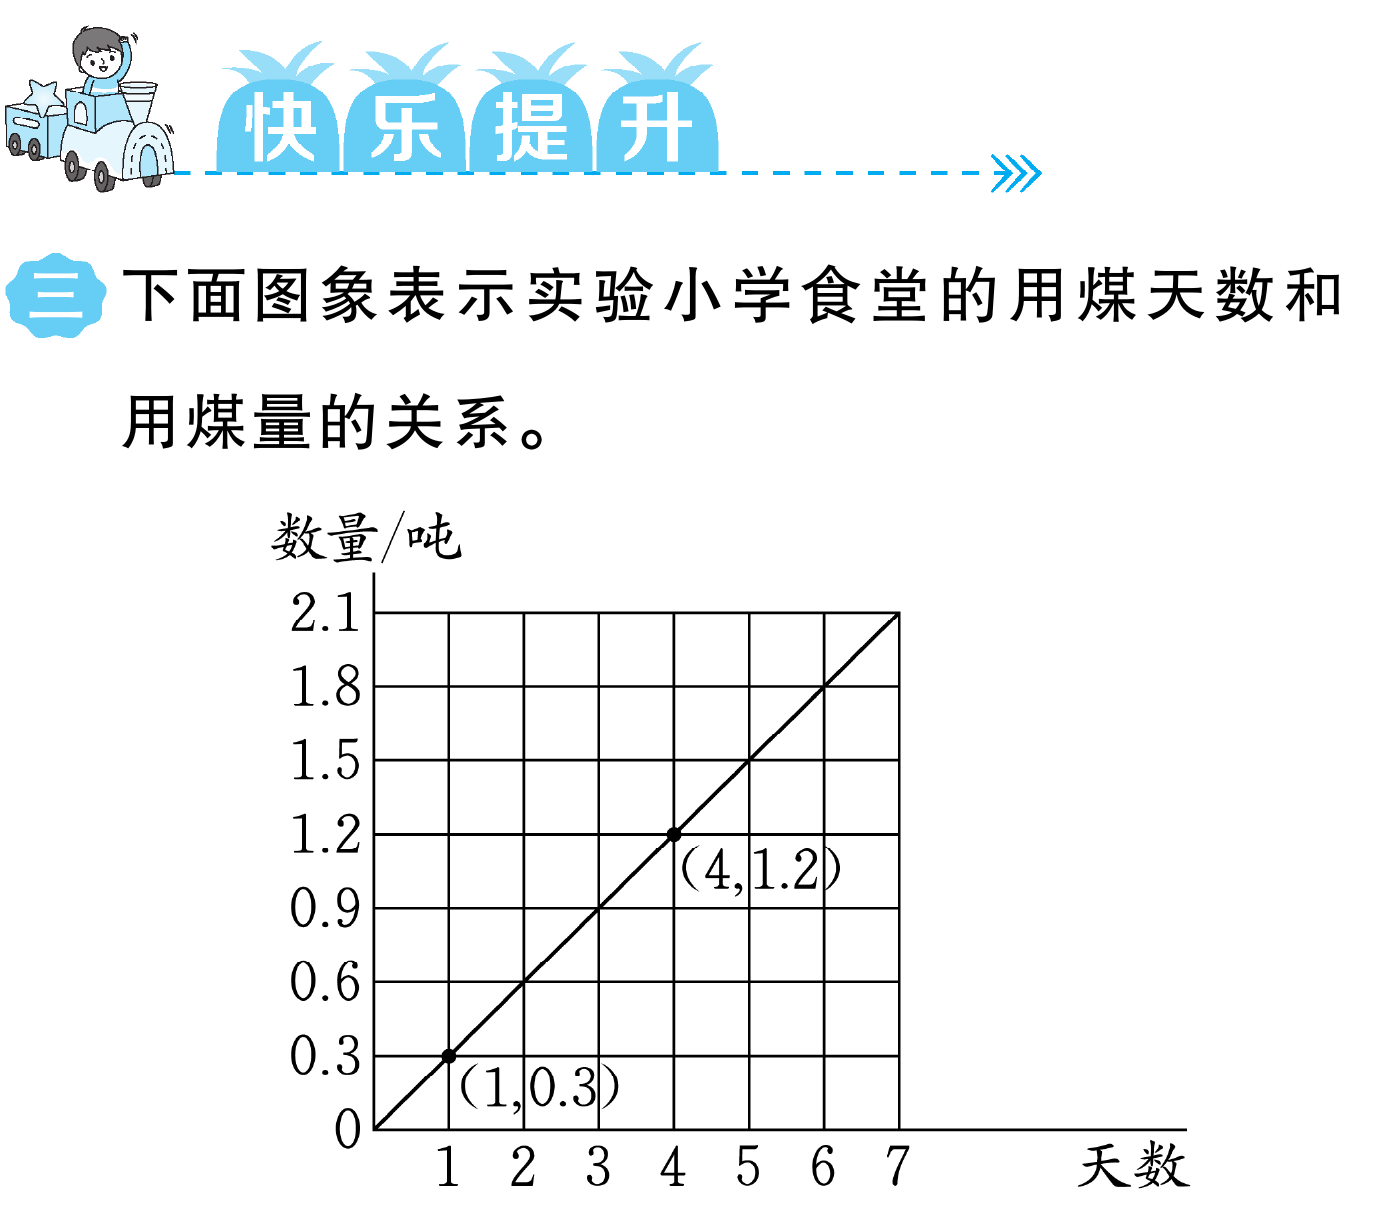 快乐提升
三 下面图象表示实验小学食堂的用煤天数和
用煤量的关系。
数量/吨
2.1
1.8
1.5
1.2
(4,1.2)
0.9
0.6
0.3
(1,0.3)
0
1 2 3 4 5 6 7 天数